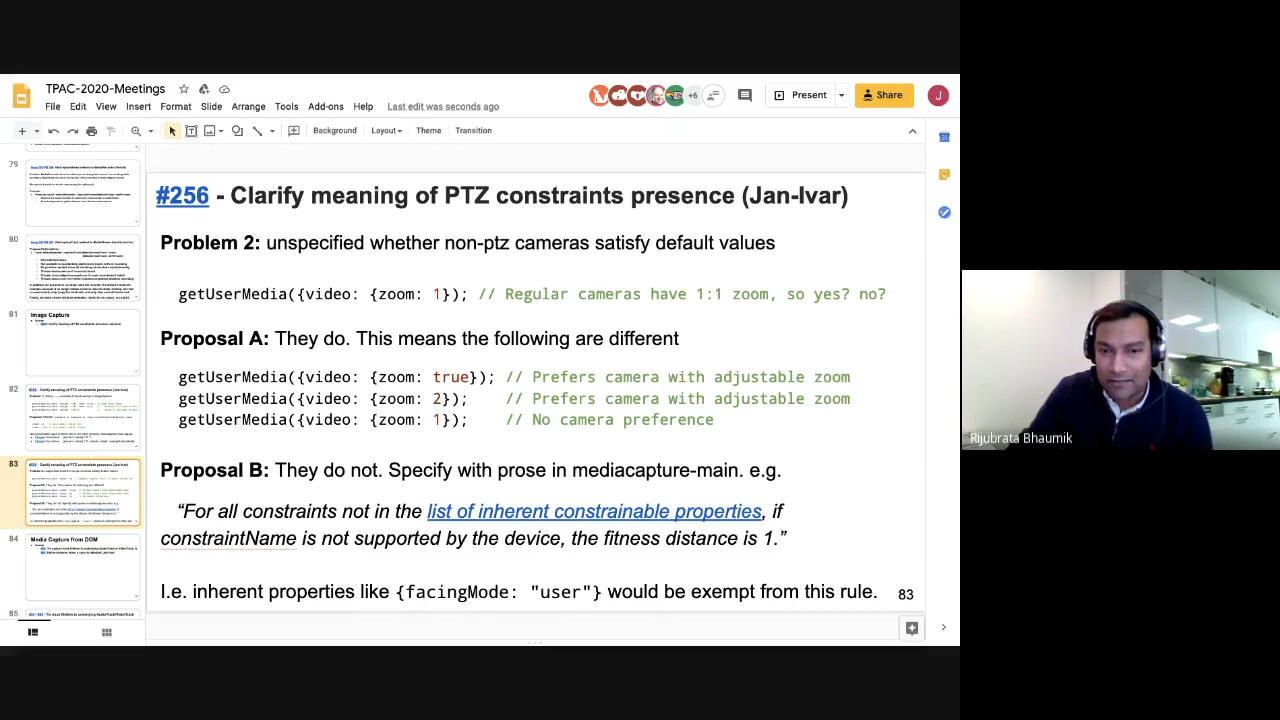 TPAC-2020-Meetings
File Edit View Insert Format Slide Arrange Tools Add-ons Help Last edit was seconds ago
+6
Present
Share
J
Background Layout Theme Transition
79
80
81
Image Capture
82
83
84
Media Capture from DOM
85
#256 - Clarify meaning of PTZ constraints presence (Jan-Ivar)
Problem 2: unspecified whether non-ptz cameras satisfy default values
getUserMedia({video: {zoom: 1}); // Regular cameras have 1:1 zoom, so yes? no?
Proposal A: They do. This means the following are different
getUserMedia({video: {zoom: true}); // Prefers camera with adjustable zoom
getUserMedia({video: {zoom: 2}); // Prefers camera with adjustable zoom
getUserMedia({video: {zoom: 1}); // No camera preference
Proposal B: They do not. Specify with prose in mediacapture-main e.g.
“For all constraints not in the list of inherent constrainable properties, if
constraintName is not supported by the device, the fitness distance is 1.”
I.e. inherent properties like {facingMode: "user"} would be exempt from this rule.
83
Rijubrata Bhaumik